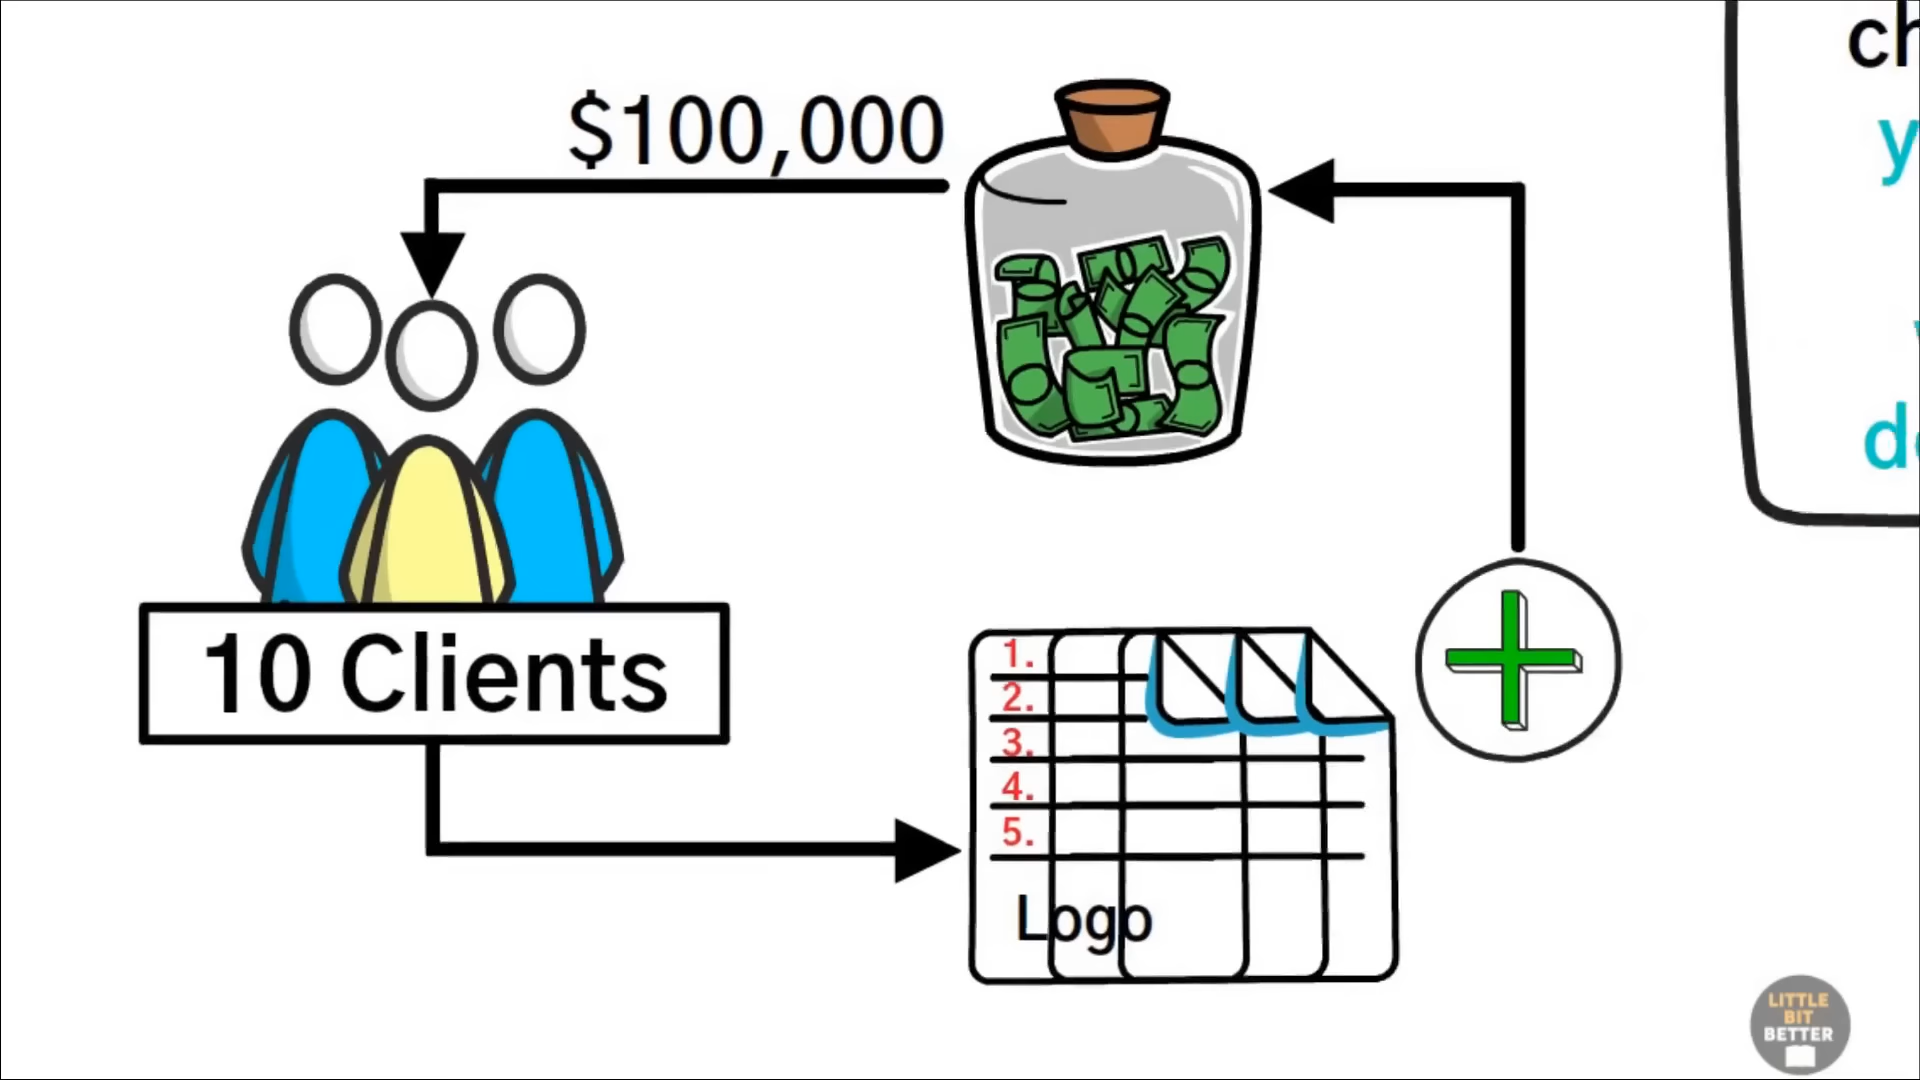 $100,000
10 Clients
1.
2.
3.
4.
5.
Logo
LITTLE
BIT
BETTER